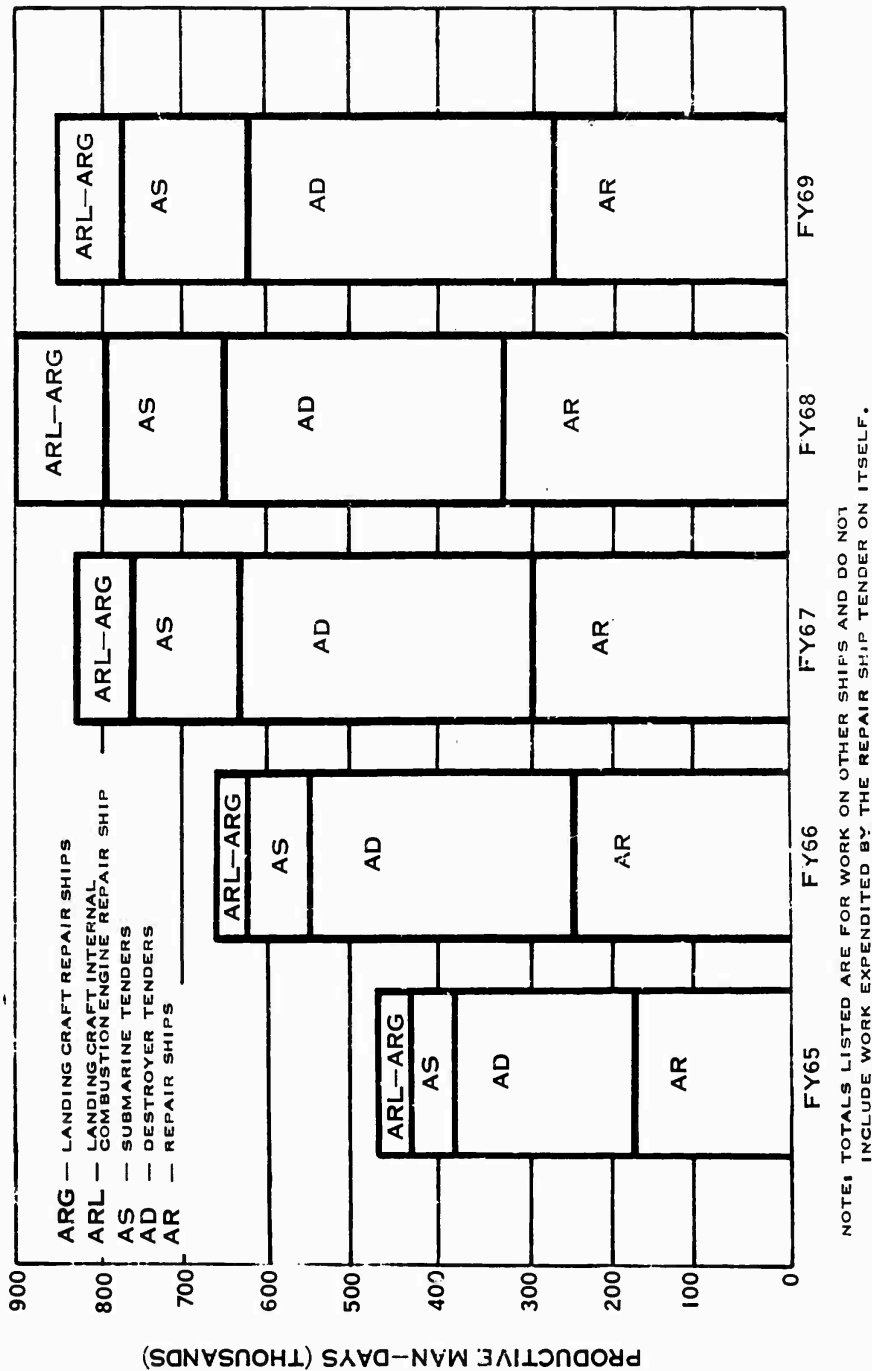 PRODUCTIVE MAN-DAYS (THOUSANDS)
900
800
700
600
500
400
300
200
100
0
ARG — LANDING CRAFT REPAIR SHIPS
ARL — LANDING CRAFT INTERNAL
COMBUSTION ENGINE REPAIR SHIP
AS — SUBMARINE TENDERS
AD — DESTROYER TENDERS
AR — REPAIR SHIPS
ARL—ARG
AS
AD
AR
FY65
ARL—ARG
AS
AD
AR
FY66
ARL—ARG
AS
AD
AR
FY67
ARL—ARG
AS
AD
AR
FY68
ARL—ARG
AS
AD
AR
FY69
NOTE: TOTALS LISTED ARE FOR WORK ON OTHER SHIPS AND DO NOT
INCLUDE WORK EXPENDITED BY THE REPAIR SHIP TENDER ON ITSELF.